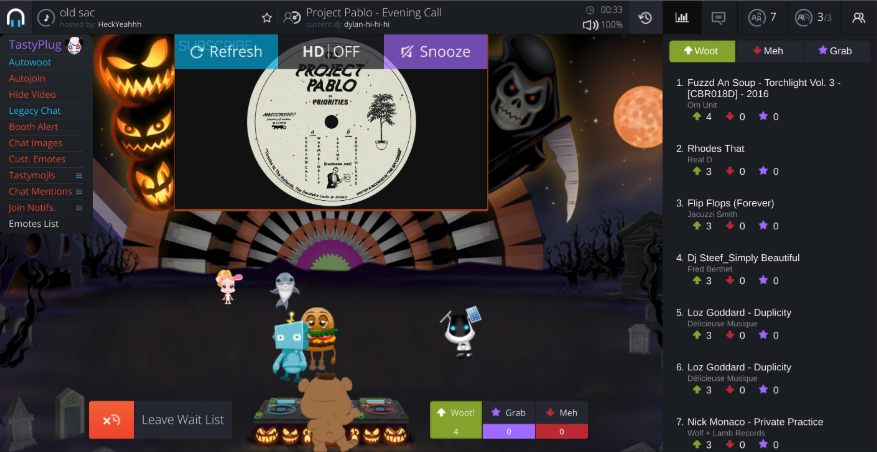 old sac
hosted by: HeckYeahhh
Project Pablo - Evening Call
current dj: dylan-hi-hi-hi
00:33
100%
7
3/3
TastyPlug
Autowoot
Autojoin
Hide Video
Legacy Chat
Booth Alert
Chat Images
Cust. Emotes
Tastymojis
Chat Mentions
Join Notifs.
Emotes List
SUBSCRIBE
Refresh
HD OFF
Snooze
PROJECT
PABLO
PRIORITIES
Leave Wait List
Woot!
4
Grab
0
Meh
0
Woot
Meh
Grab
1. Fuzzd An Soup - Torchlight Vol. 3 -
[CBR018D] - 2016
Om Unit
4 0 0
2. Rhodes That
Real D
3 0 0
3. Flip Flops (Forever)
Jacuzzi Smith
3 0 0
4. Dj Steef_Simply Beautiful
Fred Berthet
3 0 0
5. Loz Goddard - Duplicity
Délicieuse Musique
3 0 0
6. Loz Goddard - Duplicity
Délicieuse Musique
3 0 0
7. Nick Monaco - Private Practice
Wolf + Lamb Records
3 0 0